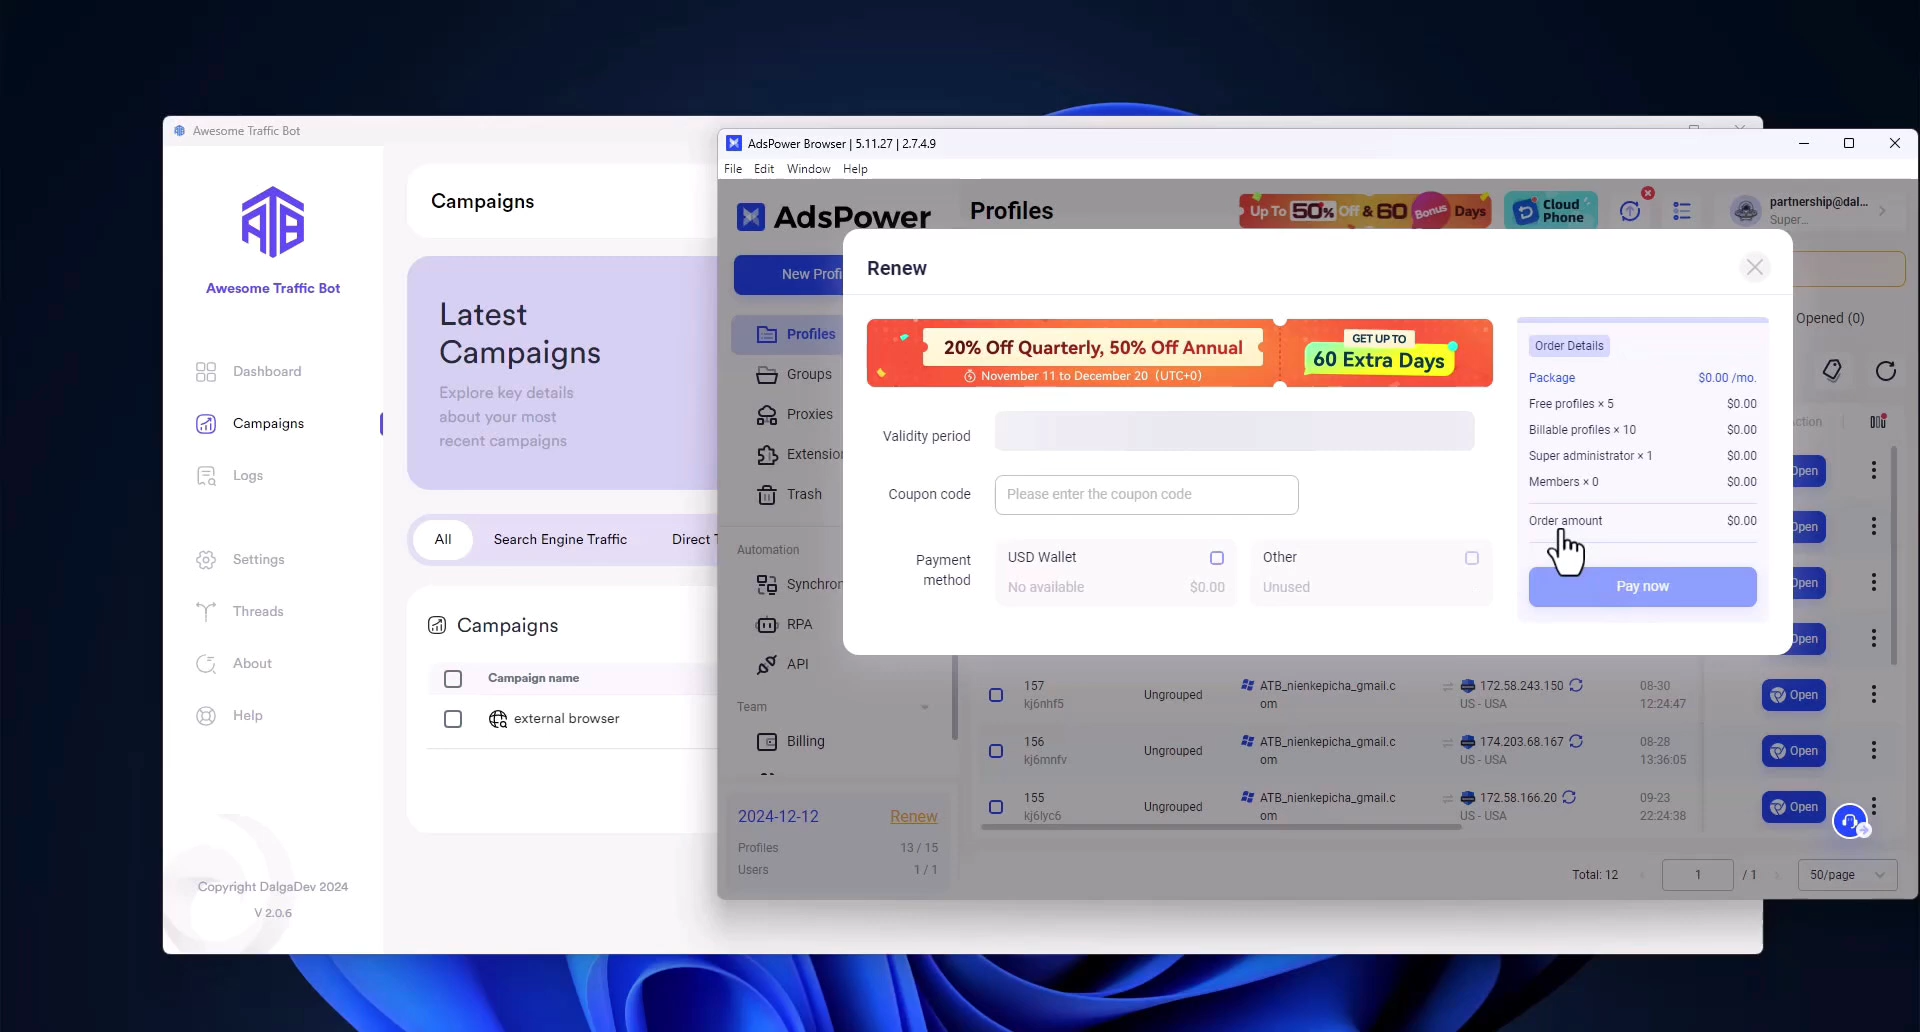 Awesome Traffic Bot
Awesome Traffic Bot
Dashboard
Campaigns
Logs
Settings
Threads
About
Help
Copyright DalgaDev 2024
V 2.0.6
Campaigns
Latest
Campaigns
Explore key details
about your most
recent campaigns
All
Search Engine Traffic
Direct
Campaigns
Campaign name
external browser
AdsPower Browser | 5.11.27 | 2.7.4.9
File Edit Window Help
AdsPower
New Profi
Profiles
Groups
Proxies
Extension
Trash
Automation
Synchron
RPA
API
Team
Billing
2024-12-12 Renew
Profiles 13 / 15
Users 1 / 1
Profiles
Up To 50% Off & 60 Bonus Days
Cloud
Phone
partnership@dal...
Super...
Opened (0)
Renew
20% Off Quarterly, 50% Off Annual
November 11 to December 20 (UTC+0)
GET UP TO
60 Extra Days
Validity period
Coupon code
Please enter the coupon code
Payment
method
USD Wallet
No available $0.00
Other
Unused
Order Details
Package $0.00 /mo.
Free profiles × 5 $0.00
Billable profiles × 10 $0.00
Super administrator × 1 $0.00
Members × 0 $0.00
Order amount $0.00
Pay now
ction
Open
Open
Open
Open
157
kj6nhf5
Ungrouped
ATB_nienkepicha_gmail.c
om
172.58.243.150
US - USA
08-30
12:24:47
Open
156
kj6mnfv
Ungrouped
ATB_nienkepicha_gmail.c
om
174.203.68.167
US - USA
08-28
13:36:05
Open
155
kj6lyc6
Ungrouped
ATB_nienkepicha_gmail.c
om
172.58.166.20
US - USA
09-23
22:24:38
Open
Total: 12
1
/ 1
50/page